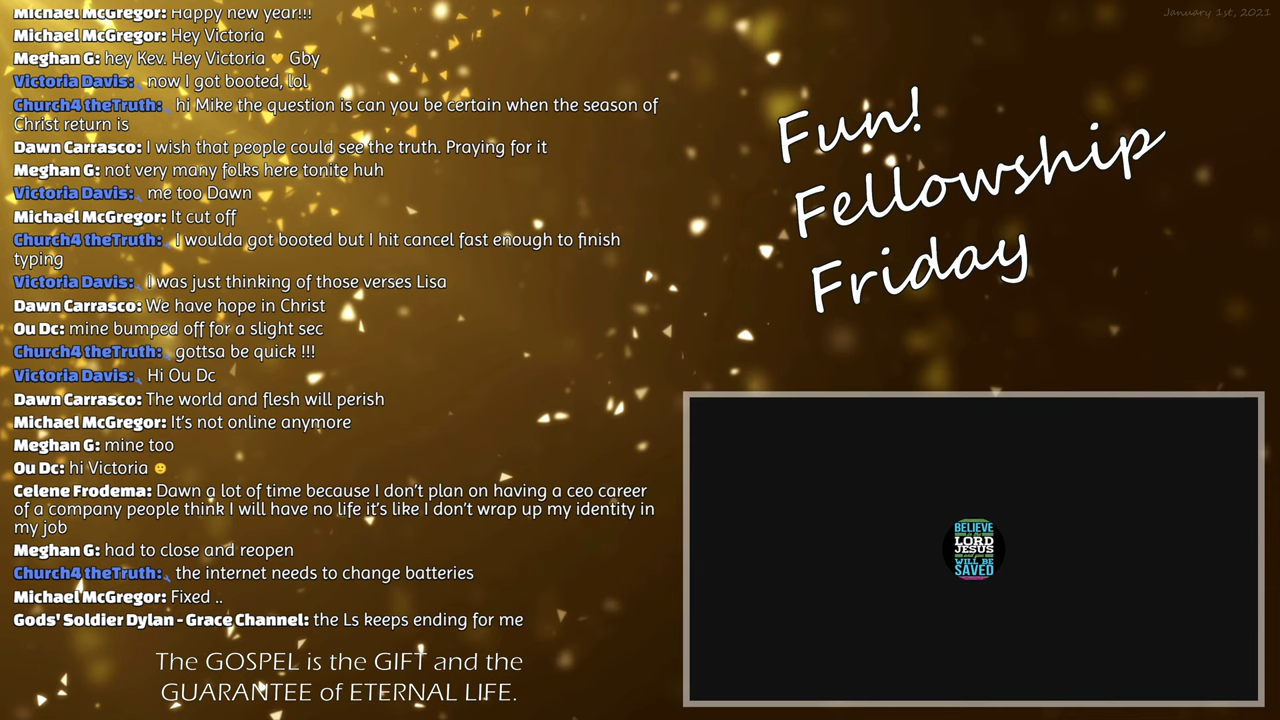 Michael McGregor: Happy new year!!!
Michael McGregor: Hey Victoria
Meghan G: hey Kev. Hey Victoria 💛 Gby
Victoria Davis: now I got booted, lol
Church4 theTruth: hi Mike the question is can you be certain when the season of
Christ return is
Dawn Carrasco: I wish that people could see the truth. Praying for it
Meghan G: not very many folks here tonite huh
Victoria Davis: me too Dawn
Michael McGregor: It cut off
Church4 theTruth: I woulda got booted but I hit cancel fast enough to finish
typing
Victoria Davis: I was just thinking of those verses Lisa
Dawn Carrasco: We have hope in Christ
Ou Dc: mine bumped off for a slight sec
Church4 theTruth: gottsa be quick !!!
Victoria Davis: Hi Ou Dc
Dawn Carrasco: The world and flesh will perish
Michael McGregor: It's not online anymore
Meghan G: mine too
Ou Dc: hi Victoria 🙂
Celene Frodema: Dawn a lot of time because I don't plan on having a ceo career
of a company people think I will have no life it's like I don't wrap up my identity in
my job
Meghan G: had to close and reopen
Church4 theTruth: the internet needs to change batteries
Michael McGregor: Fixed ..
Gods' Soldier Dylan - Grace Channel: the Ls keeps ending for me
The GOSPEL is the GIFT and the
GUARANTEE of ETERNAL LIFE.
January 1st, 2021
Fun!
Fellowship
Friday
BELIEVE
LORD
JESUS
WILL BE
SAVED